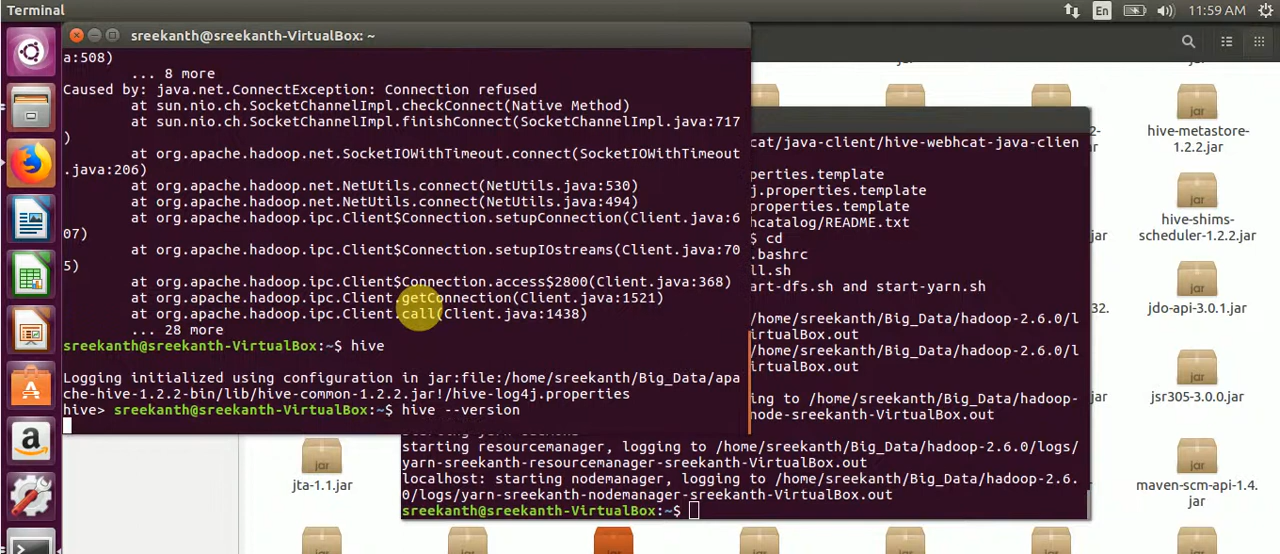 Terminal
En
11:59 AM
sreekanth@sreekanth-VirtualBox: ~
a:508)
... 8 more
Caused by: java.net.ConnectException: Connection refused
at sun.nio.ch.SocketChannelImpl.checkConnect(Native Method)
at sun.nio.ch.SocketChannelImpl.finishConnect(SocketChannelImpl.java:717
)
at org.apache.hadoop.net.SocketIOWithTimeout.connect(SocketIOWithTimeout
.java:206)
at org.apache.hadoop.net.NetUtils.connect(NetUtils.java:530)
at org.apache.hadoop.net.NetUtils.connect(NetUtils.java:494)
at org.apache.hadoop.ipc.Client$Connection.setupConnection(Client.java:6
07)
at org.apache.hadoop.ipc.Client$Connection.setupIOstreams(Client.java:70
5)
at org.apache.hadoop.ipc.Client$Connection.access$2800(Client.java:368)
at org.apache.hadoop.ipc.Client.getConnection(Client.java:1521)
at org.apache.hadoop.ipc.Client.call(Client.java:1438)
... 28 more
sreekanth@sreekanth-VirtualBox:~$ hive
Logging initialized using configuration in jar:file:/home/sreekanth/Big_Data/apa
che-hive-1.2.2-bin/lib/hive-common-1.2.2.jar!/hive-log4j.properties
hive> sreekanth@sreekanth-VirtualBox:~$ hive --version
cat/java-client/hive-webhcat-java-clien
perties.template
j.properties.template
properties.template
hcatalog/README.txt
$ cd
.bashrc
ll.sh
art-dfs.sh and start-yarn.sh
/home/sreekanth/Big_Data/hadoop-2.6.0/l
irtualBox.out
/home/sreekanth/Big_Data/hadoop-2.6.0/l
irtualBox.out
ng to /home/sreekanth/Big_Data/hadoop-
node-sreekanth-VirtualBox.out
starting resourcemanager, logging to /home/sreekanth/Big_Data/hadoop-2.6.0/logs/
yarn-sreekanth-resourcemanager-sreekanth-VirtualBox.out
localhost: starting nodemanager, logging to /home/sreekanth/Big_Data/hadoop-2.6.
0/logs/yarn-sreekanth-nodemanager-sreekanth-VirtualBox.out
sreekanth@sreekanth-VirtualBox:~$
hive-metastore-
1.2.2.jar
hive-shims-
scheduler-1.2.2.jar
jdo-api-3.0.1.jar
jsr305-3.0.0.jar
jar
jta-1.1.jar
jar
jar
jar
maven-scm-api-1.4.
jar